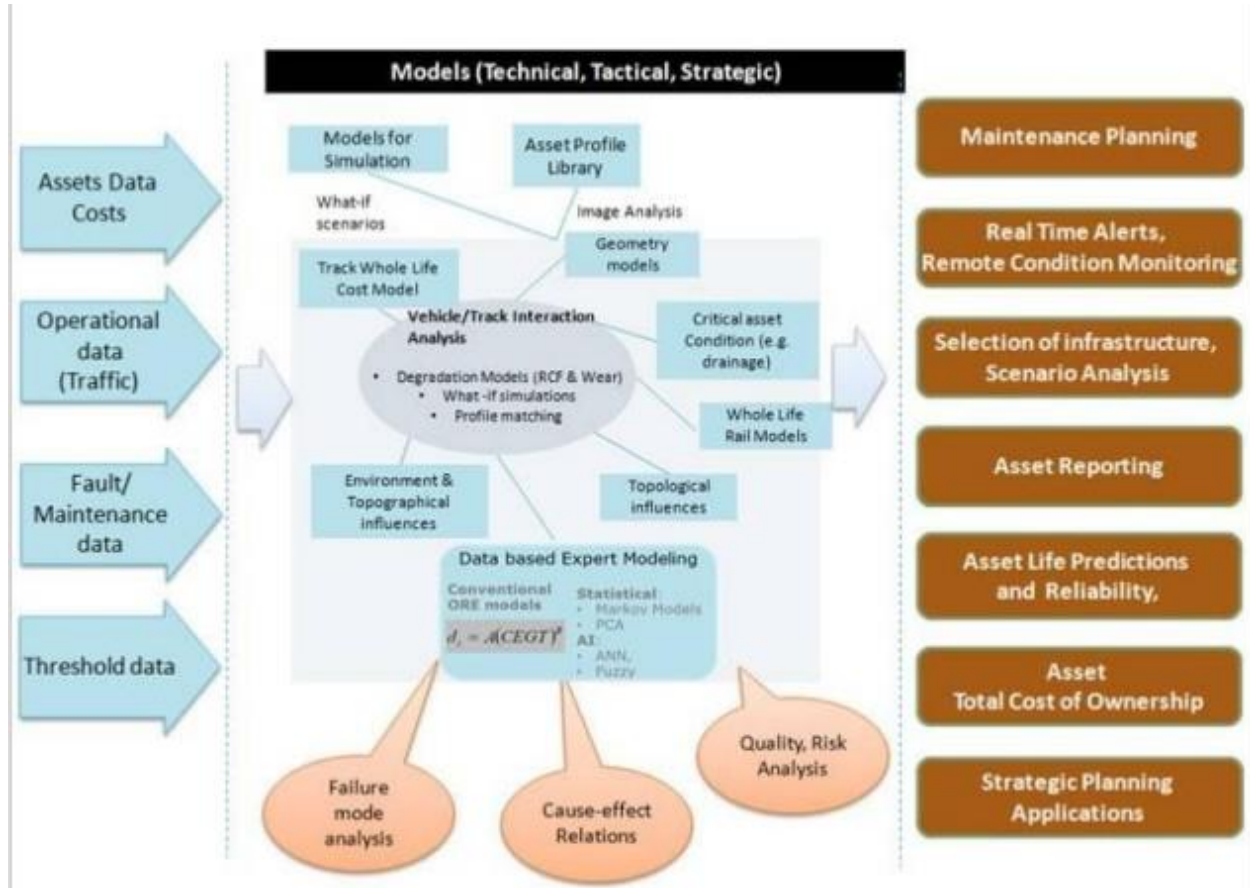 Models (Technical, Tactical, Strategic)
Assets Data
Costs
Operational
data
(Traffic)
Fault/
Maintenance
data
Threshold data
Models for
Simulation
Asset Profile
Library
What-if
scenarios
Image Analysis
Geometry
models
Track Whole Life
Cost Model
Vehicle/Track Interaction
Analysis
• Degradation Models (RCF & Wear)
• What -if simulations
• Profile matching
Critical asset
Condition (e.g.
drainage)
Whole Life
Rail Models
Environment &
Topographical
influences
Topological
influences
Data based Expert Modeling
Conventional
ORE models
Statistical:
• Markov Models
• PCA
AI:
• ANN,
• Fuzzy
Failure
mode
analysis
Cause-effect
Relations
Quality, Risk
Analysis
Maintenance Planning
Real Time Alerts,
Remote Condition Monitoring
Selection of infrastructure,
Scenario Analysis
Asset Reporting
Asset Life Predictions
and Reliability,
Asset
Total Cost of Ownership
Strategic Planning
Applications